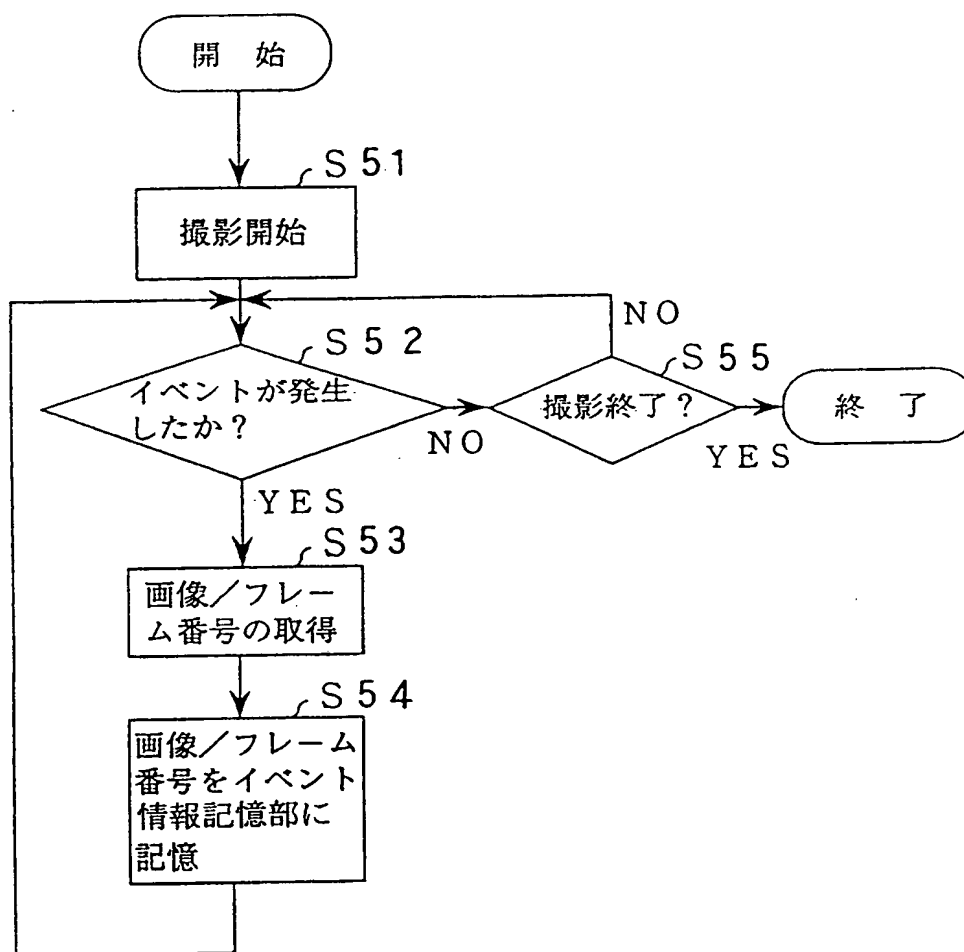 開 始
S51
撮影開始
NO
S52
イベントが発生
したか？
NO
S55
撮影終了？
YES
終 了
YES
S53
画像／フレー
ム番号の取得
S54
画像／フレーム
番号をイベント
情報記憶部に
記憶